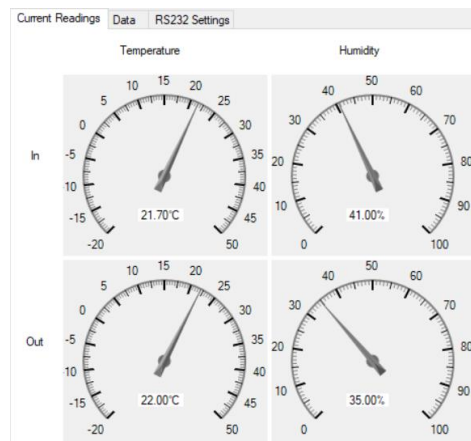 Current Readings Data RS232 Settings
Temperature Humidity
In
-20 -15 -10 -5 0 5 10 15 20 25 30 35 40 45 50
21.70°C
0 10 20 30 40 50 60 70 80 90 100
41.00%
Out
-20 -15 -10 -5 0 5 10 15 20 25 30 35 40 45 50
22.00°C
0 10 20 30 40 50 60 70 80 90 100
35.00%